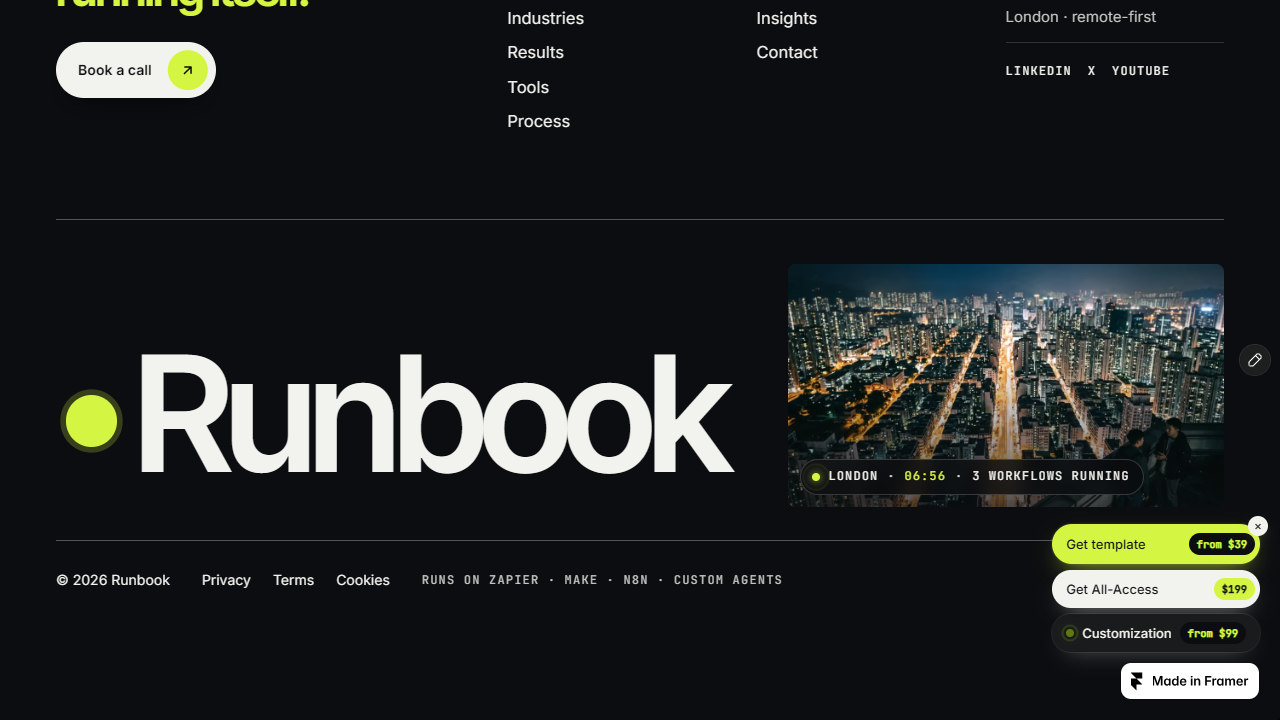 running itself.
Book a call
Industries
Results
Tools
Process
Insights
Contact
London · remote-first
LINKEDIN X YOUTUBE
Runbook
LONDON · 06:56 · 3 WORKFLOWS RUNNING
© 2026 Runbook Privacy Terms Cookies RUNS ON ZAPIER · MAKE · N8N · CUSTOM AGENTS
Get template from $39
Get All-Access $199
Customization from $99
Made in Framer